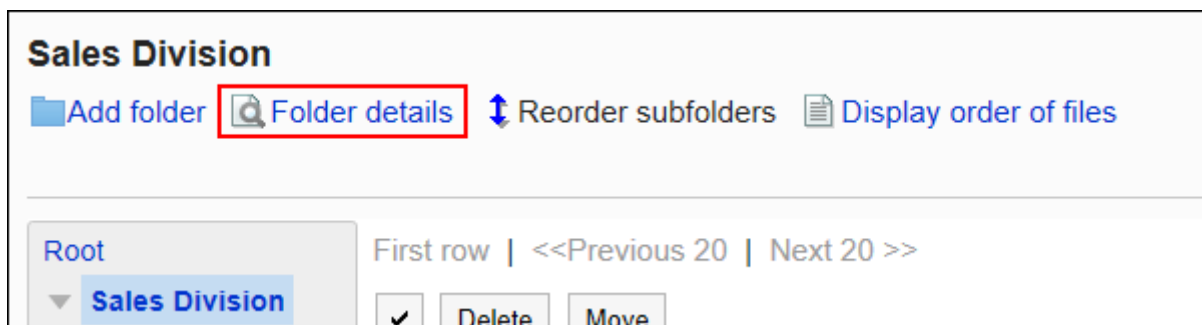 Sales Division
Add folder Folder details Reorder subfolders Display order of files
Root First row | <<Previous 20 | Next 20 >>
Sales Division Delete Move